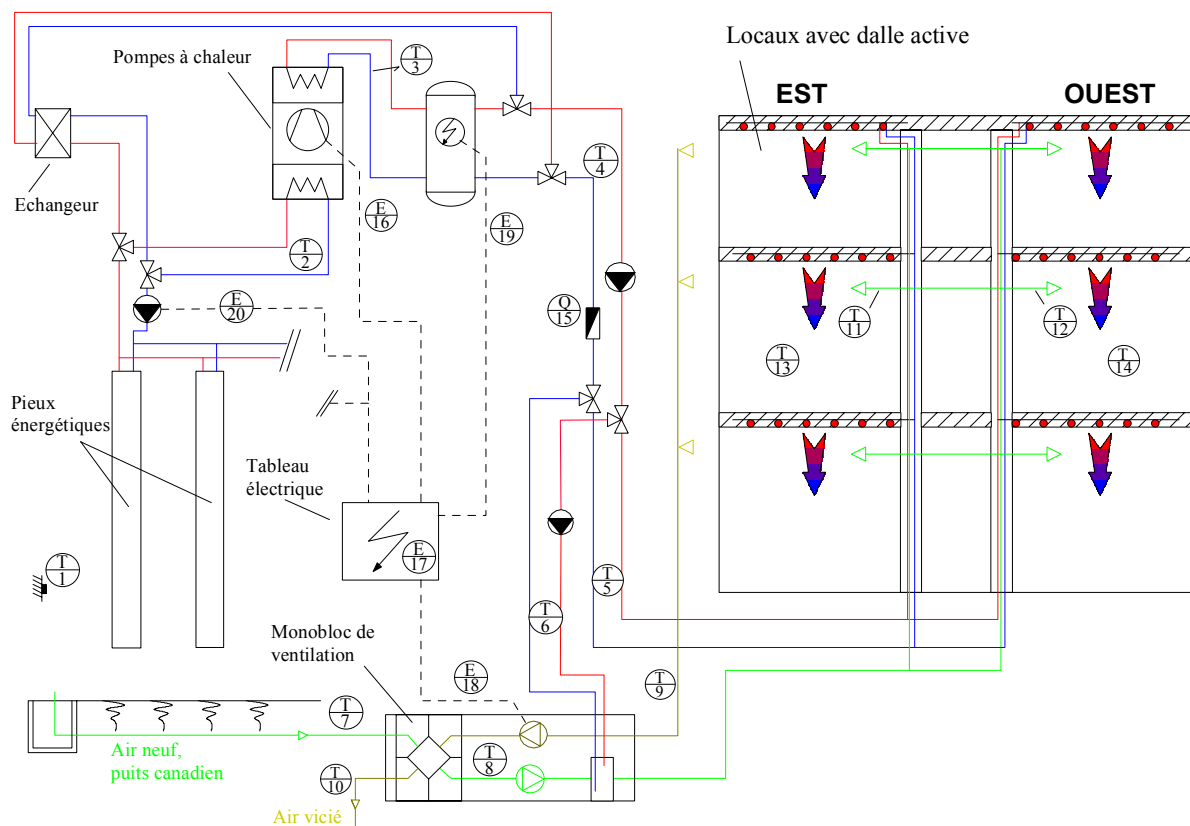 Pompes à chaleur
T
3
Locaux avec dalle active
EST
OUEST
Echangeur
E
16
E
19
T
4
T
2
E
20
Q
15
T
11
T
12
T
13
T
14
Pieux
énergétiques
Tableau
électrique
E
17
T
1
T
5
T
6
Monobloc de
ventilation
E
18
T
9
T
7
Air neuf,
puits canadien
T
8
T
10
Air vicié